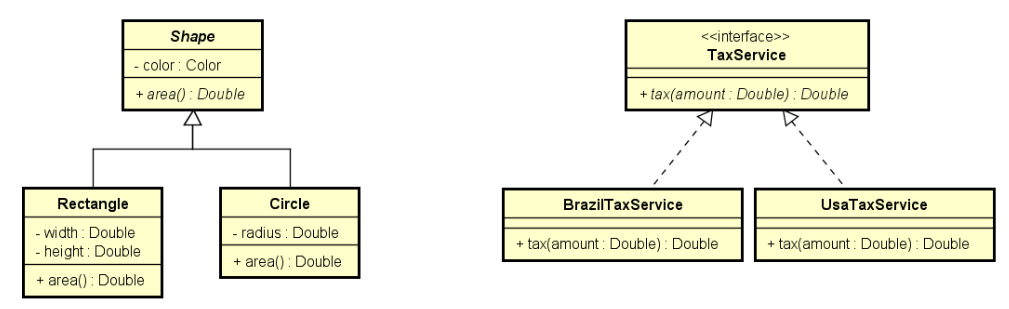 Shape
- color : Color
+ area() : Double
Rectangle
- width : Double
- height : Double
+ area() : Double
Circle
- radius : Double
+ area() : Double
<<interface>>
TaxService
+ tax(amount : Double) : Double
BrazilTaxService
+ tax(amount : Double) : Double
UsaTaxService
+ tax(amount : Double) : Double